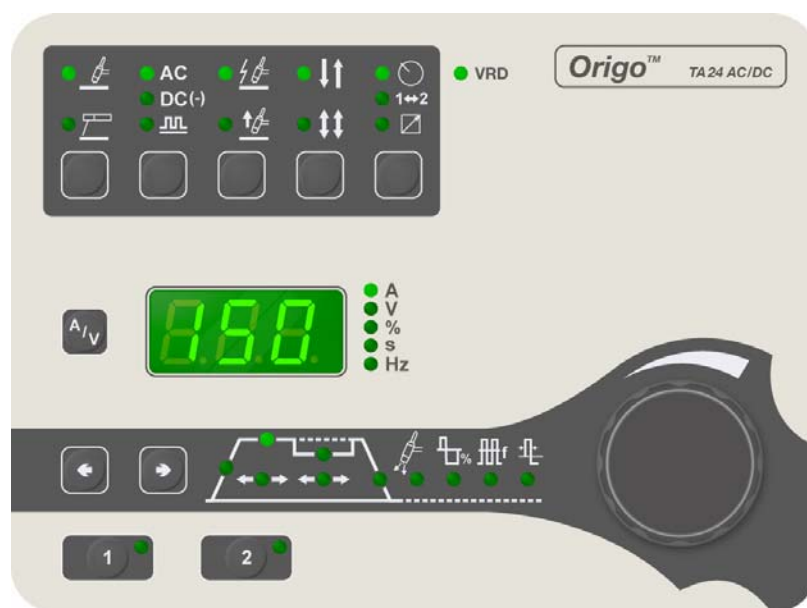 AC
DC(-)
1↔2
VRD
Origo™ TA24 AC/DC
A/V
150
A
V
%
s
Hz
%
f
1
2